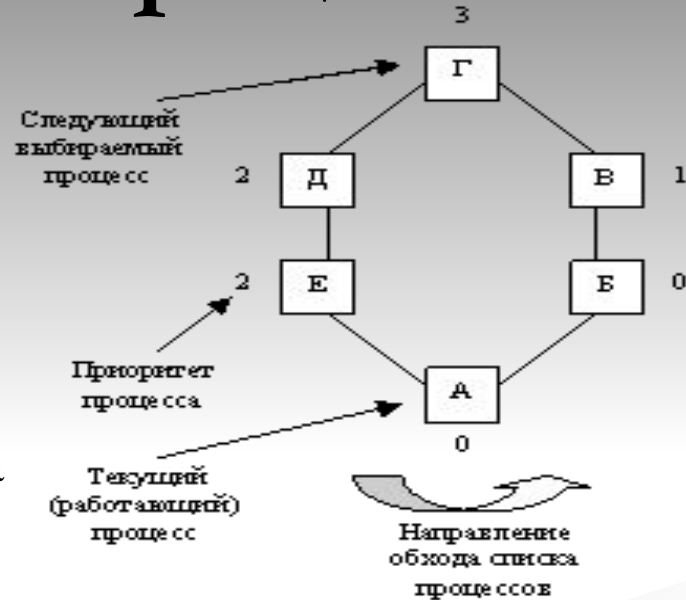 3
Г
Следующий
выбираемый
процесс
2
Д
В
1
2
Е
Б
0
Приоритет
процесса
А
0
Текущий
(работающий)
процесс
Направление
обхода списка
процессов